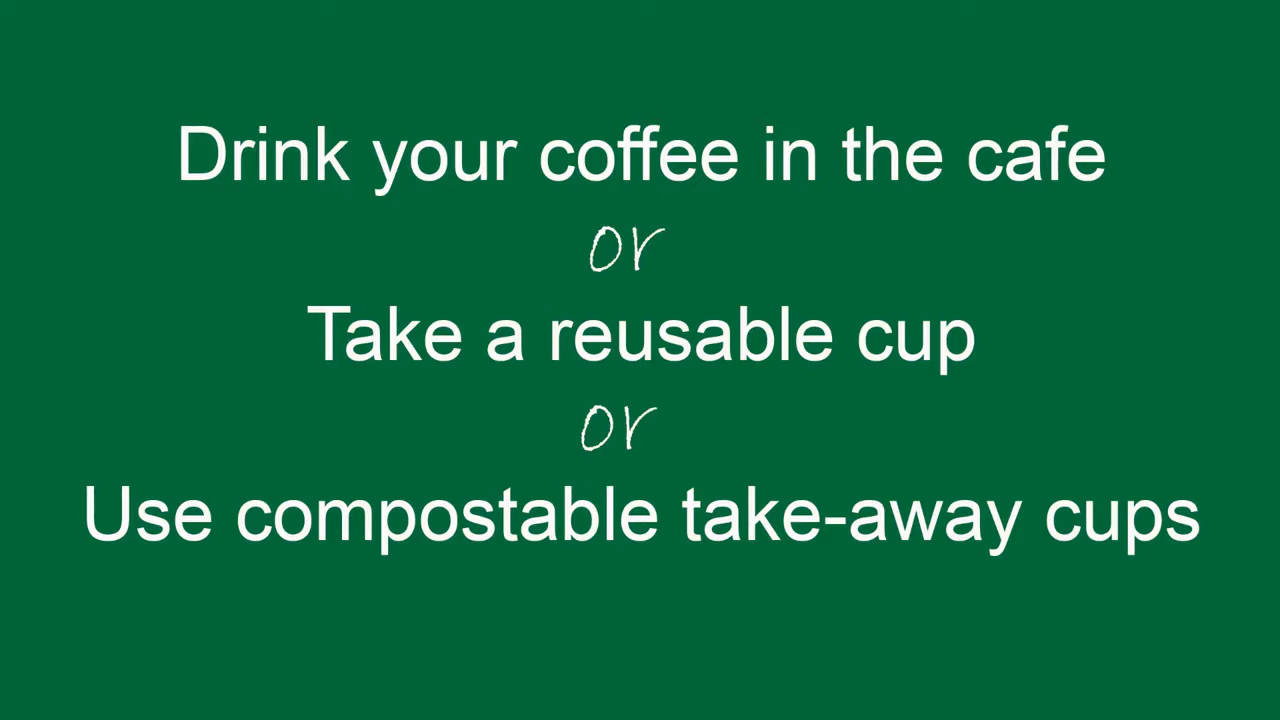 Drink your coffee in the cafe
or
Take a reusable cup
or
Use compostable take-away cups